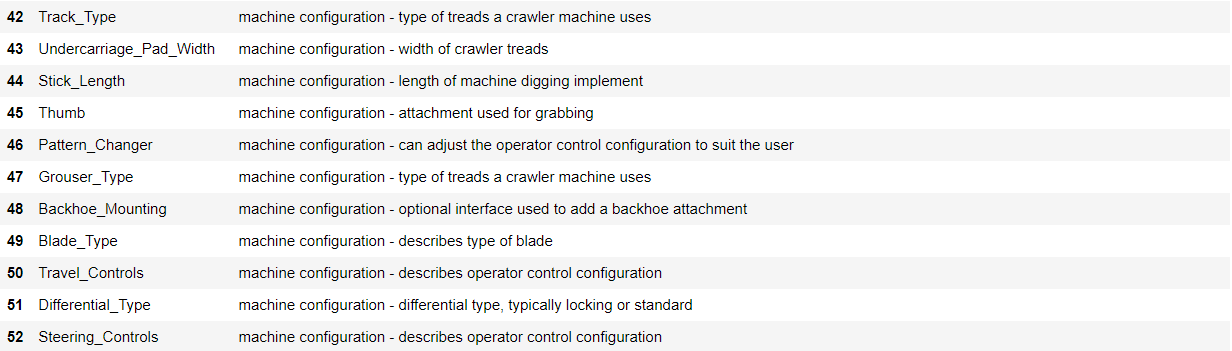 42 Track_Type machine configuration - type of treads a crawler machine uses
43 Undercarriage_Pad_Width machine configuration - width of crawler treads
44 Stick_Length machine configuration - length of machine digging implement
45 Thumb machine configuration - attachment used for grabbing
46 Pattern_Changer machine configuration - can adjust the operator control configuration to suit the user
47 Grouser_Type machine configuration - type of treads a crawler machine uses
48 Backhoe_Mounting machine configuration - optional interface used to add a backhoe attachment
49 Blade_Type machine configuration - describes type of blade
50 Travel_Controls machine configuration - describes operator control configuration
51 Differential_Type machine configuration - differential type, typically locking or standard
52 Steering_Controls machine configuration - describes operator control configuration